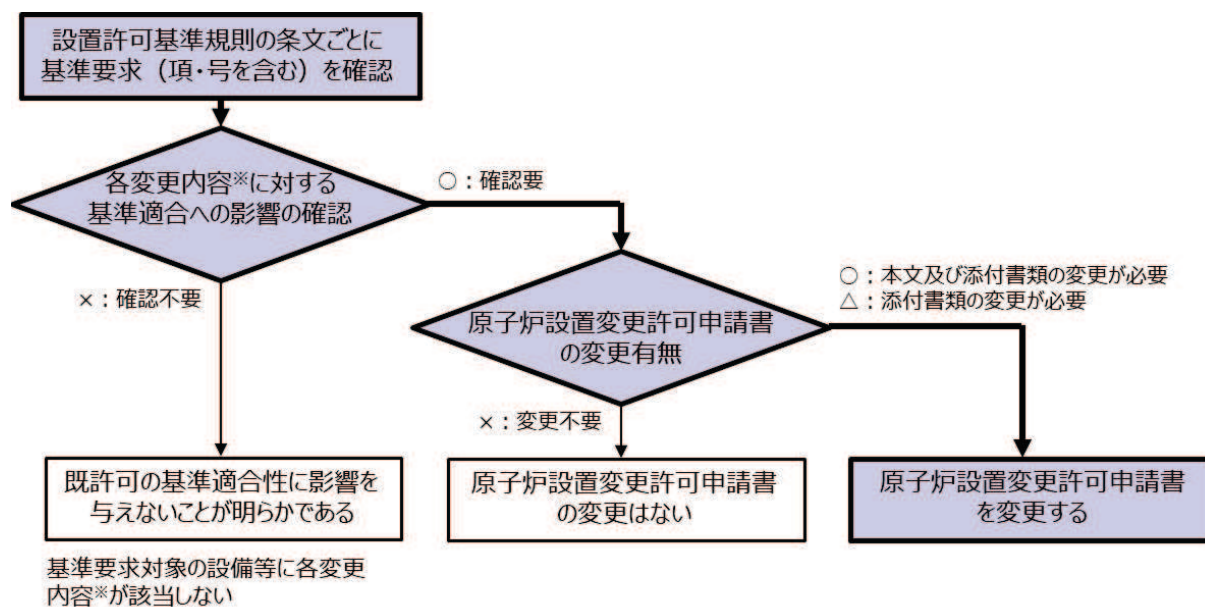 設置許可基準規則の条文ごとに
基準要求（項・号を含む）を確認
各変更内容※に対する
基準適合への影響の確認
○：確認要
×：確認不要
原子炉設置変更許可申請書
の変更有無
○：本文及び添付書類の変更が必要
△：添付書類の変更が必要
×：変更不要
既許可の基準適合性に影響を
与えないことが明らかである
原子炉設置変更許可申請書
の変更はない
原子炉設置変更許可申請書
を変更する
基準要求対象の設備等に各変更
内容※が該当しない